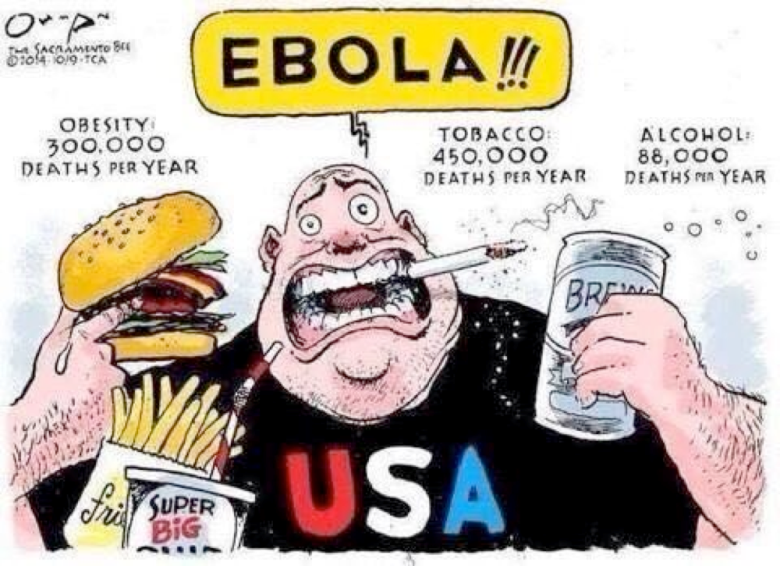 THE SACRAMENTO BEE
©2014·10/9·TCA
EBOLA!!!
OBESITY:
300,000
DEATHS PER YEAR
TOBACCO:
450,000
DEATHS PER YEAR
ALCOHOL:
88,000
DEATHS PER YEAR
BREW
fri
SUPER
BIG
USA